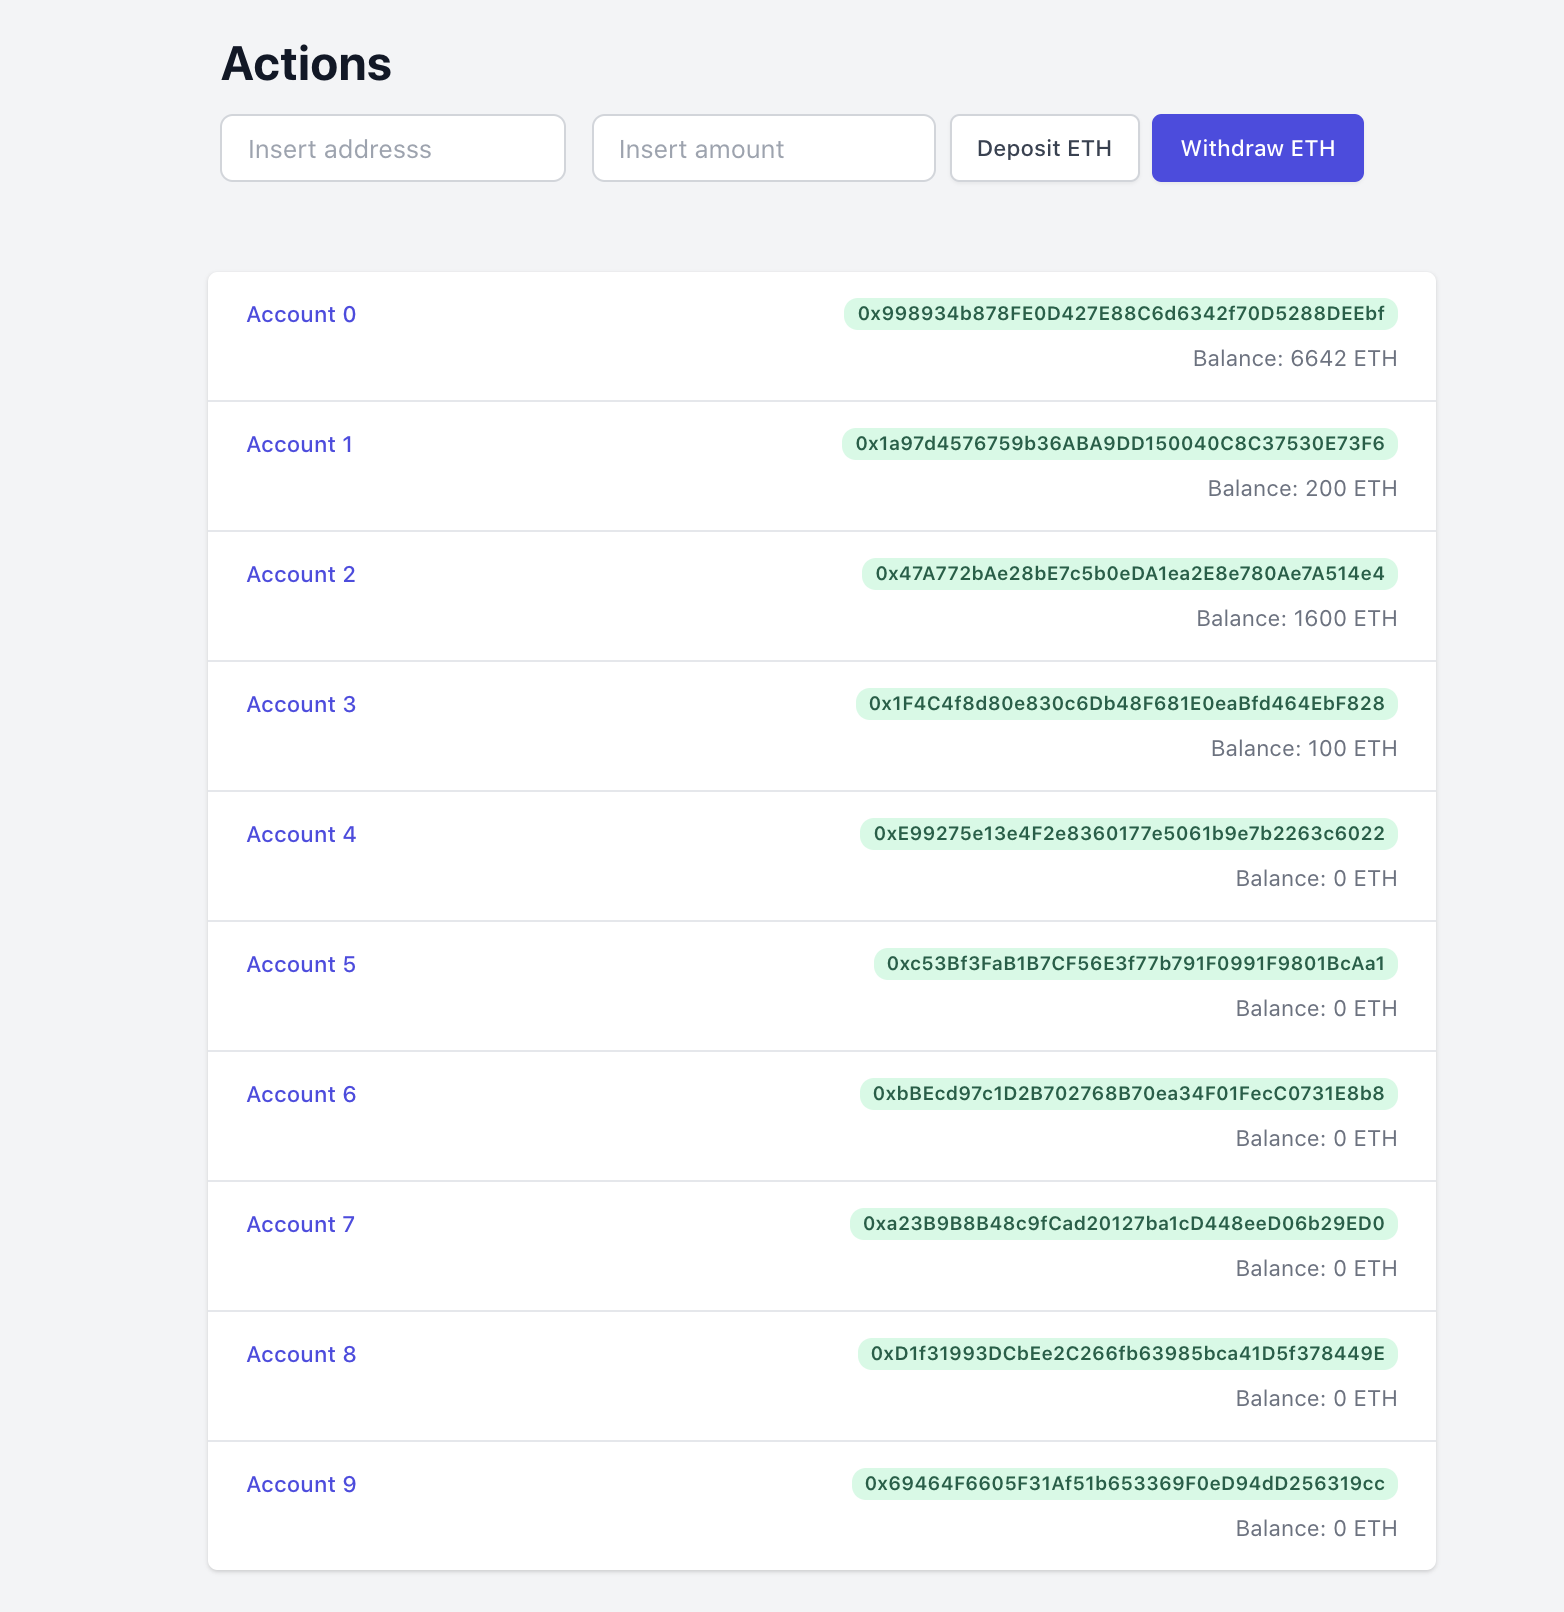 Actions
Insert addresss
Insert amount
Deposit ETH
Withdraw ETH
Account 0
0x998934b878FE0D427E88C6d6342f70D5288DEEbf
Balance: 6642 ETH
Account 1
0x1a97d4576759b36ABA9DD150040C8C37530E73F6
Balance: 200 ETH
Account 2
0x47A772bAe28bE7c5b0eDA1ea2E8e780Ae7A514e4
Balance: 1600 ETH
Account 3
0x1F4C4f8d80e830c6Db48F681E0eaBfd464EbF828
Balance: 100 ETH
Account 4
0xE99275e13e4F2e8360177e5061b9e7b2263c6022
Balance: 0 ETH
Account 5
0xc53Bf3FaB1B7CF56E3f77b791F0991F9801BcAa1
Balance: 0 ETH
Account 6
0xbBEcd97c1D2B702768B70ea34F01FecC0731E8b8
Balance: 0 ETH
Account 7
0xa23B9B8B48c9fCad20127ba1cD448eeD06b29ED0
Balance: 0 ETH
Account 8
0xD1f31993DCbEe2C266fb63985bca41D5f378449E
Balance: 0 ETH
Account 9
0x69464F6605F31Af51b653369F0eD94dD256319cc
Balance: 0 ETH